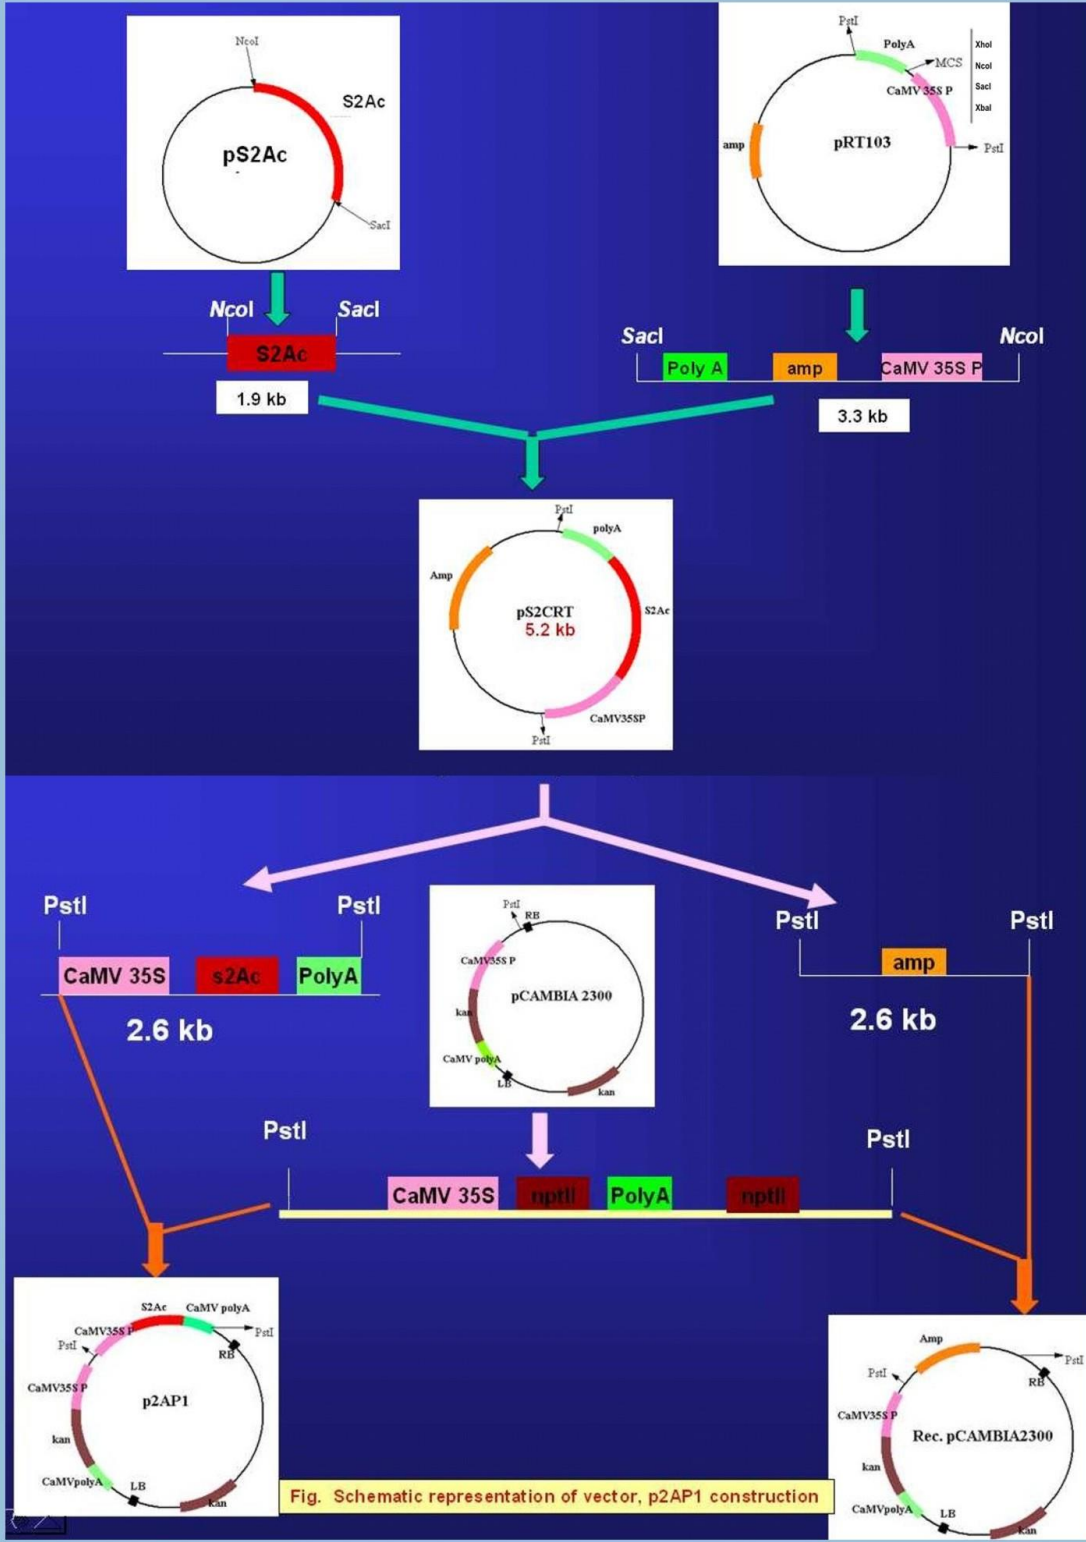 NcoI
S2Ac
pS2Ac
SacI
PstI
PolyA
MCS
XhoI
NcoI
SacI
XbaI
CaMV 35S P
amp
pRT103
PstI
NcoI
SacI
S2Ac
1.9 kb
SacI
NcoI
Poly A
amp
CaMV 35S P
3.3 kb
PstI
polyA
Amp
pS2CRT
5.2 kb
S2Ac
CaMV35SP
PstI
PstI
PstI
CaMV 35S
s2Ac
PolyA
2.6 kb
PstI
RB
CaMV35S P
pCAMBIA 2300
kan
CaMV polyA
LB
kan
PstI
PstI
amp
2.6 kb
PstI
PstI
CaMV 35S
nptII
PolyA
nptII
S2Ac
CaMV polyA
CaMV35S P
PstI
PstI
RB
CaMV35S P
p2AP1
kan
CaMVpolyA
LB
kan
Amp
PstI
PstI
RB
CaMV35S P
Rec. pCAMBIA2300
kan
CaMVpolyA
LB
kan
Fig. Schematic representation of vector, p2AP1 construction